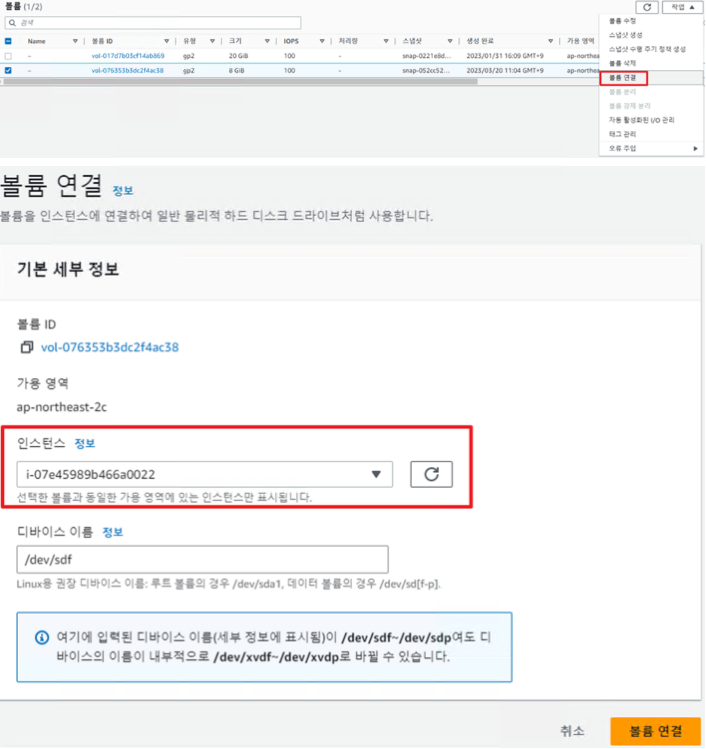 볼륨 (1/2)
작업 ▲
검색
Name 볼륨 ID 유형 크기 IOPS 처리량 스냅샷 생성 완료 가용 영역
- vol-017d7b03cf14ab869 gp2 20 GiB 100 - snap-0221e8d... 2023/01/31 16:09 GMT+9 ap-northea
- vol-076353b3dc2f4ac38 gp2 8 GiB 100 - snap-052cc52... 2023/03/20 11:04 GMT+9 ap-northea
볼륨 수정
스냅샷 생성
스냅샷 수명 주기 정책 생성
볼륨 삭제
볼륨 연결
볼륨 분리
볼륨 강제 분리
자동 활성화된 I/O 관리
태그 관리
오류 주입
볼륨 연결 정보
볼륨을 인스턴스에 연결하여 일반 물리적 하드 디스크 드라이브처럼 사용합니다.
기본 세부 정보
볼륨 ID
vol-076353b3dc2f4ac38
가용 영역
ap-northeast-2c
인스턴스 정보
i-07e45989b466a0022
선택한 볼륨과 동일한 가용 영역에 있는 인스턴스만 표시됩니다.
디바이스 이름 정보
/dev/sdf
Linux용 권장 디바이스 이름: 루트 볼륨의 경우 /dev/sda1, 데이터 볼륨의 경우 /dev/sd[f-p].
여기에 입력된 디바이스 이름(세부 정보에 표시됨)이 /dev/sdf~/dev/sdp여도 디
바이스의 이름이 내부적으로 /dev/xvdf~/dev/xvdp로 바뀔 수 있습니다.
취소 볼륨 연결